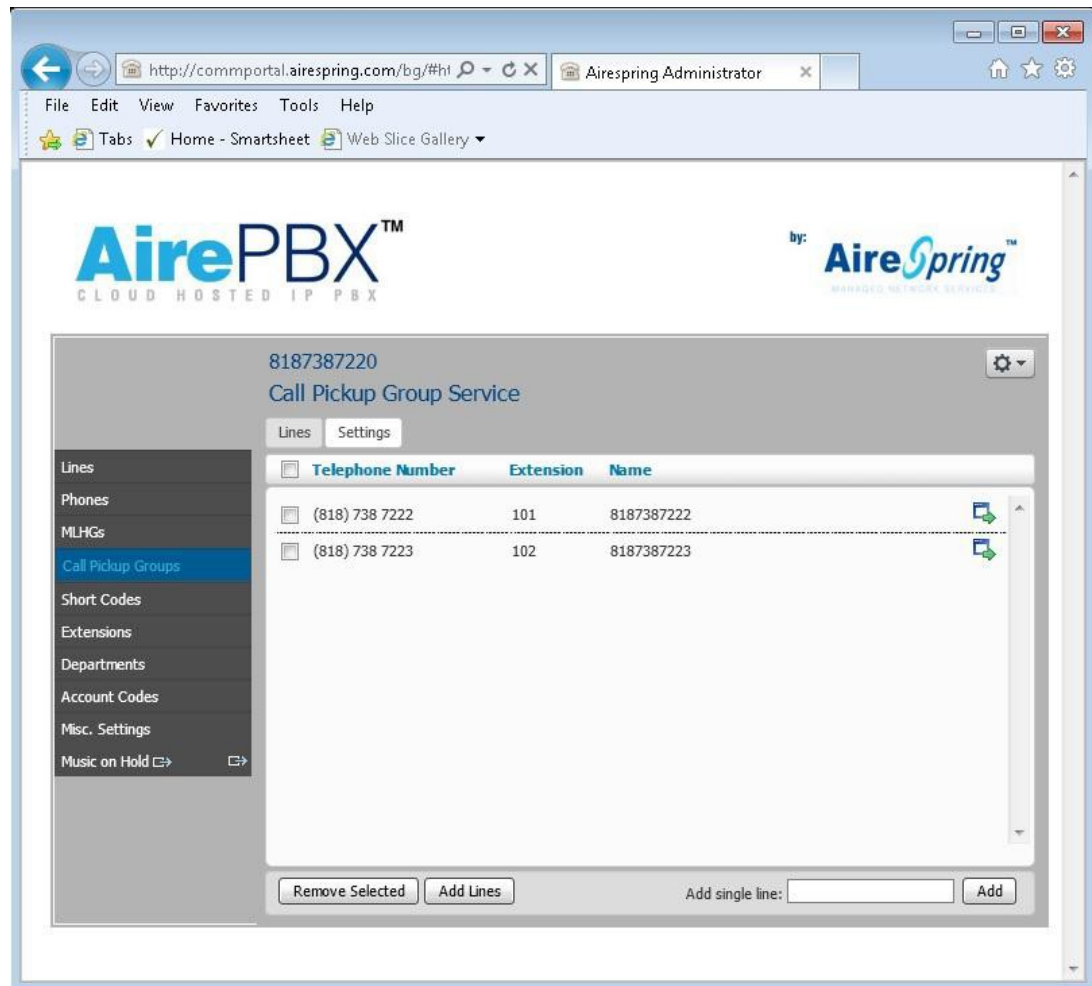 http://commportal.airespring.com/bg/#ht
Airespring Administrator
File Edit View Favorites Tools Help
Tabs Home - Smartsheet Web Slice Gallery
AirePBX™
CLOUD HOSTED IP PBX
by:
AireSpring™
MANAGED NETWORK SERVICES
8187387220
Call Pickup Group Service
Lines Settings
Lines
Phones
MLHGs
Call Pickup Groups
Short Codes
Extensions
Departments
Account Codes
Misc. Settings
Music on Hold
Telephone Number Extension Name
(818) 738 7222 101 8187387222
(818) 738 7223 102 8187387223
Remove Selected Add Lines Add single line: Add